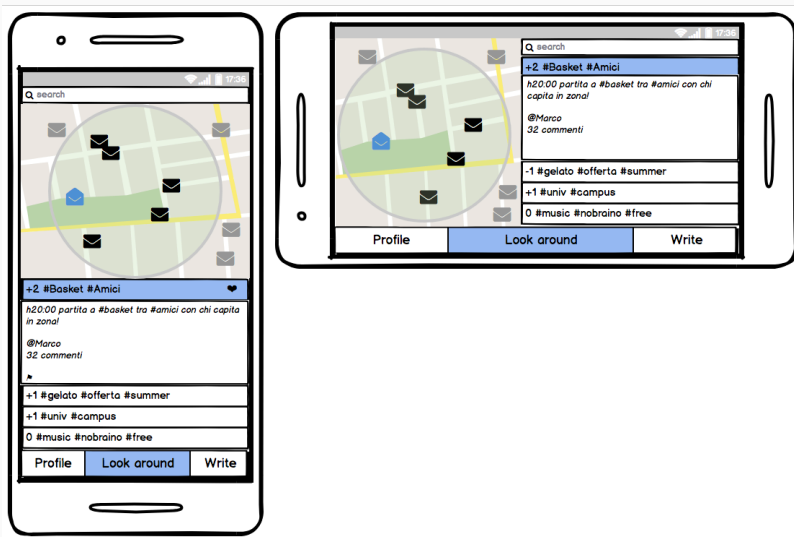 17:36
search
+2 #Basket #Amici
h20:00 partita a #basket tra #amici con chi capita
in zona!
@Marco
32 commenti
+1 #gelato #offerta #summer
+1 #univ #campus
0 #music #nobraino #free
Profile
Look around
Write
17:36
search
+2 #Basket #Amici
h20:00 partita a #basket tra #amici con chi
capita in zona!
@Marco
32 commenti
-1 #gelato #offerta #summer
+1 #univ #campus
0 #music #nobraino #free
Profile
Look around
Write